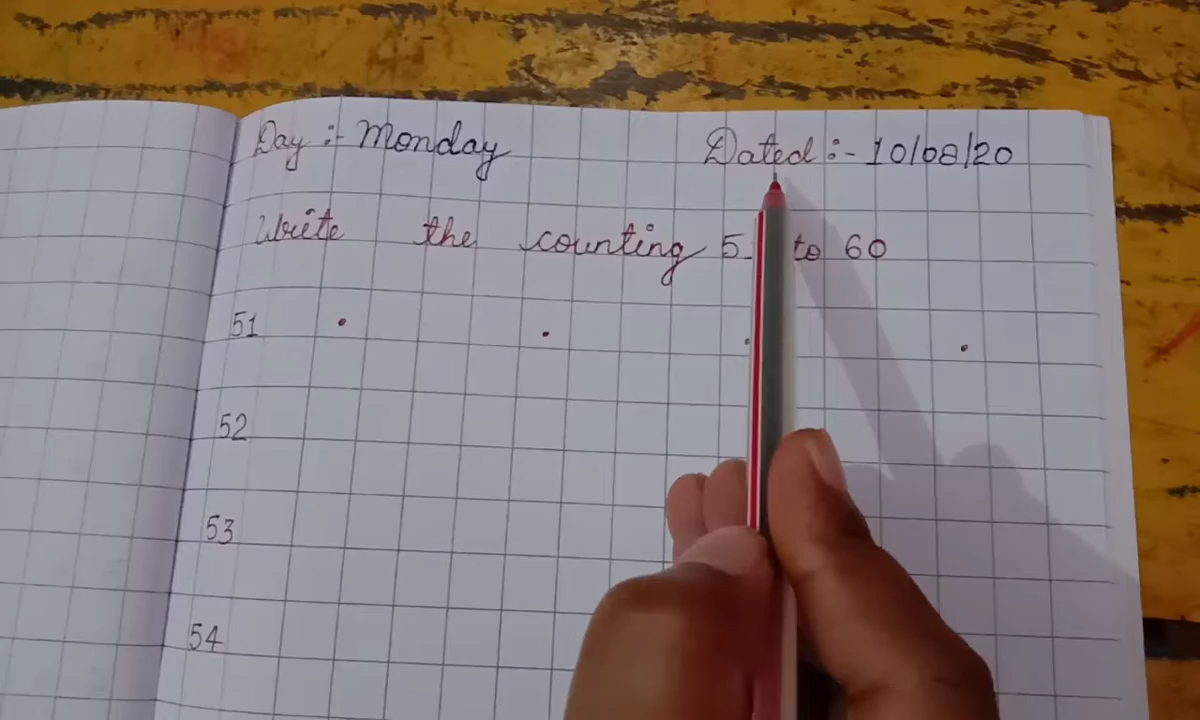 Day :- Monday Dated :- 10/08/20
Write the counting 5 to 60
51
52
53
54